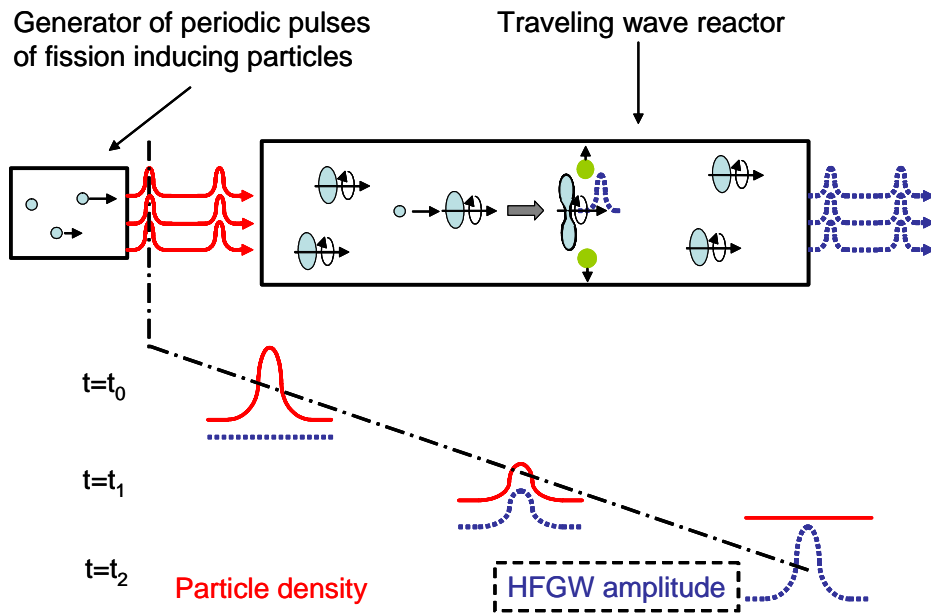 Generator of periodic pulses
of fission inducing particles
Traveling wave reactor
t=t0
t=t1
t=t2
Particle density
HFGW amplitude